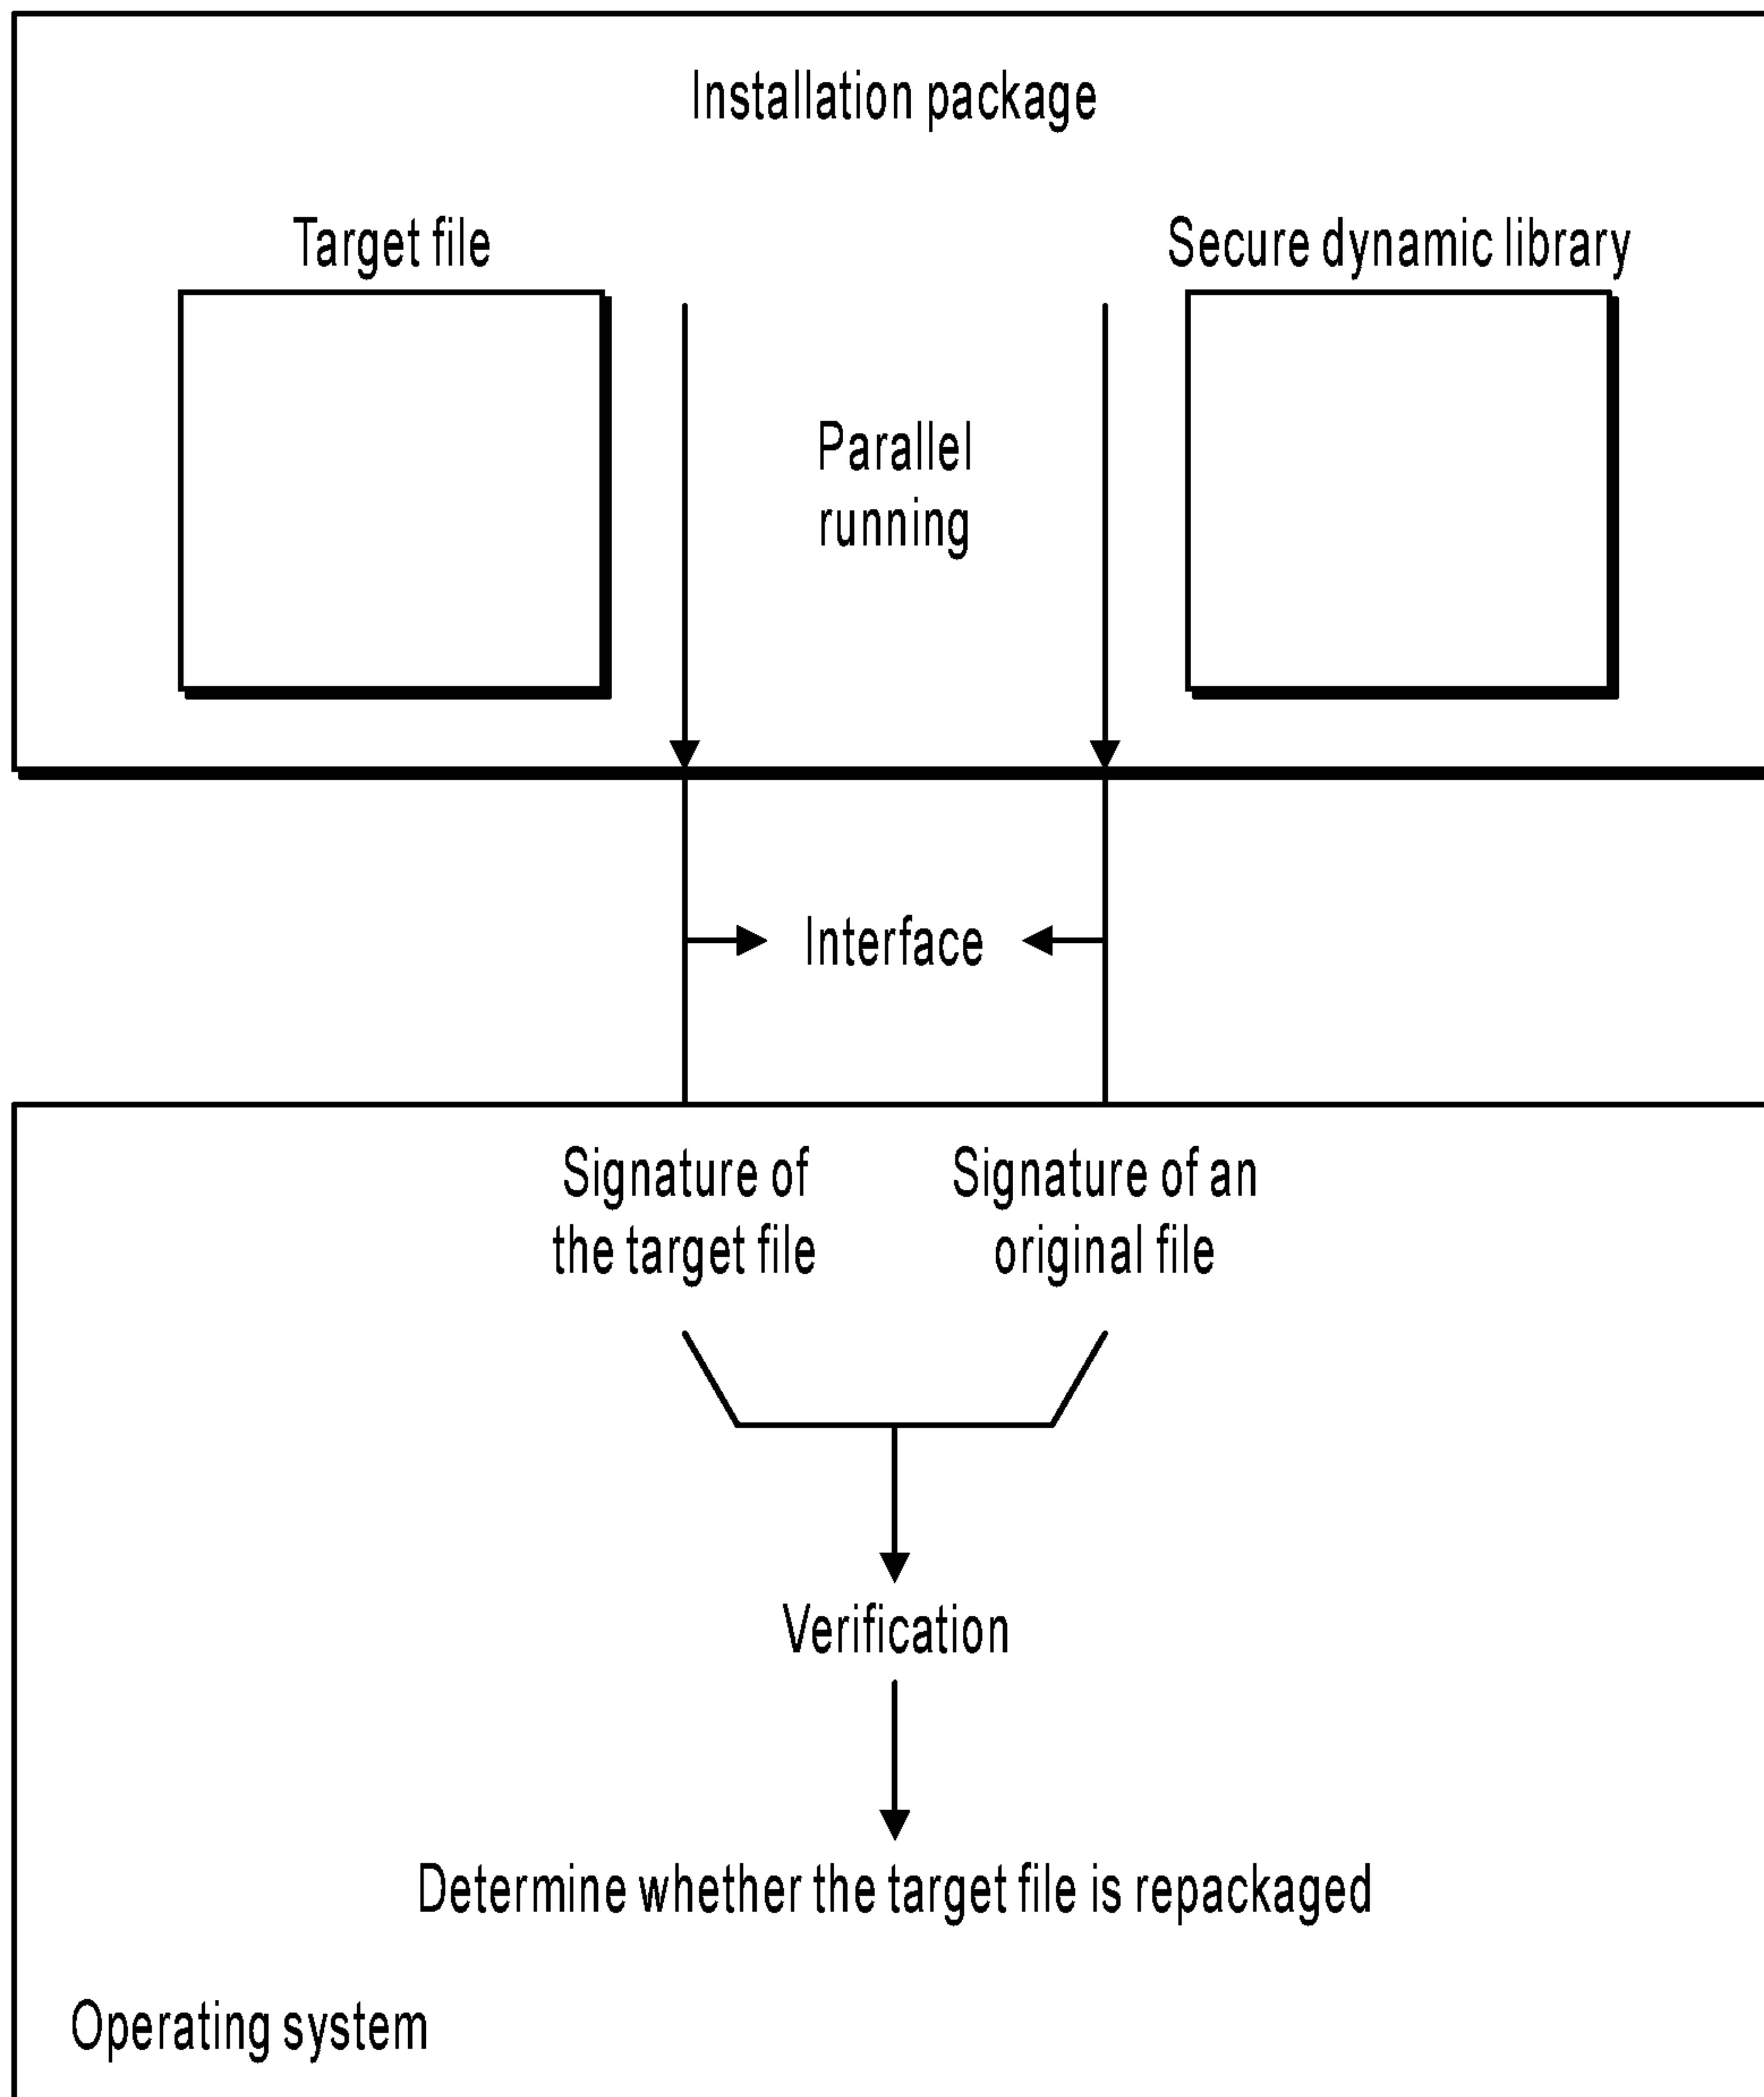 Installation package
Target file
Secure dynamic library
Parallel
running
Interface
Signature of
the target file
Signature of an
original file
Verification
Determine whether the target file is repackaged
Operating system